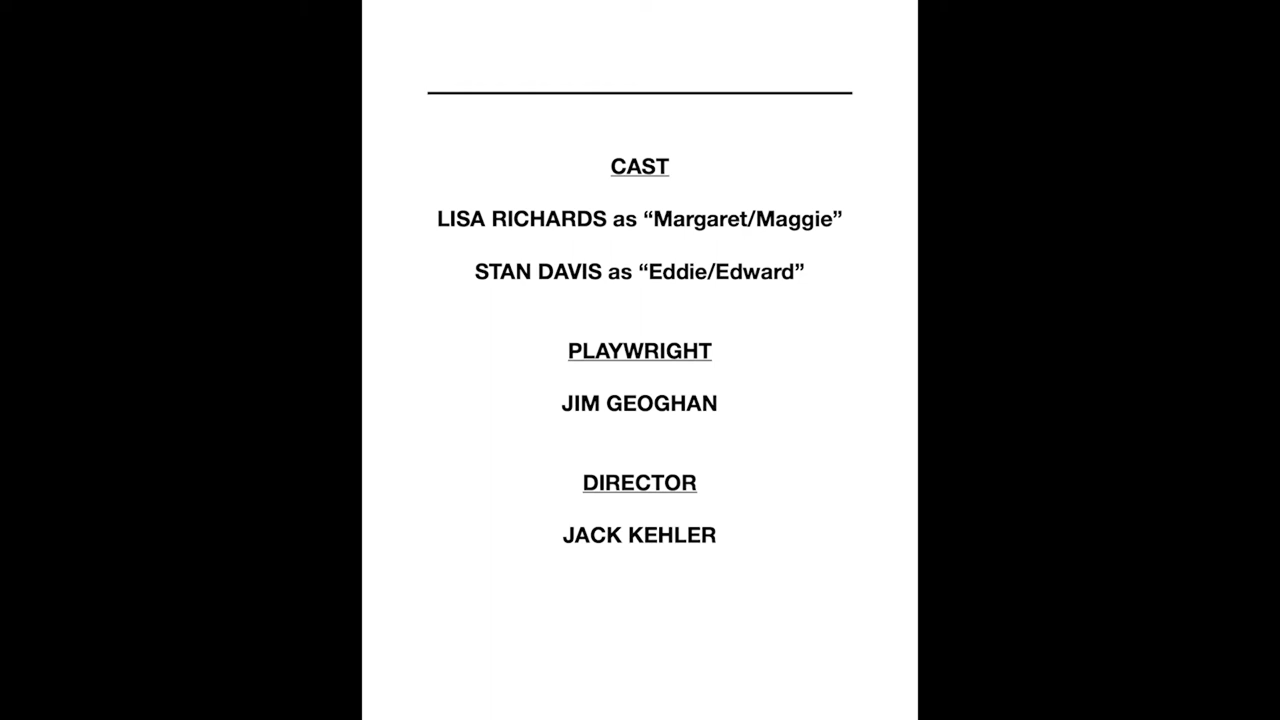 CAST
LISA RICHARDS as “Margaret/Maggie”
STAN DAVIS as “Eddie/Edward”
PLAYWRIGHT
JIM GEOGHAN
DIRECTOR
JACK KEHLER